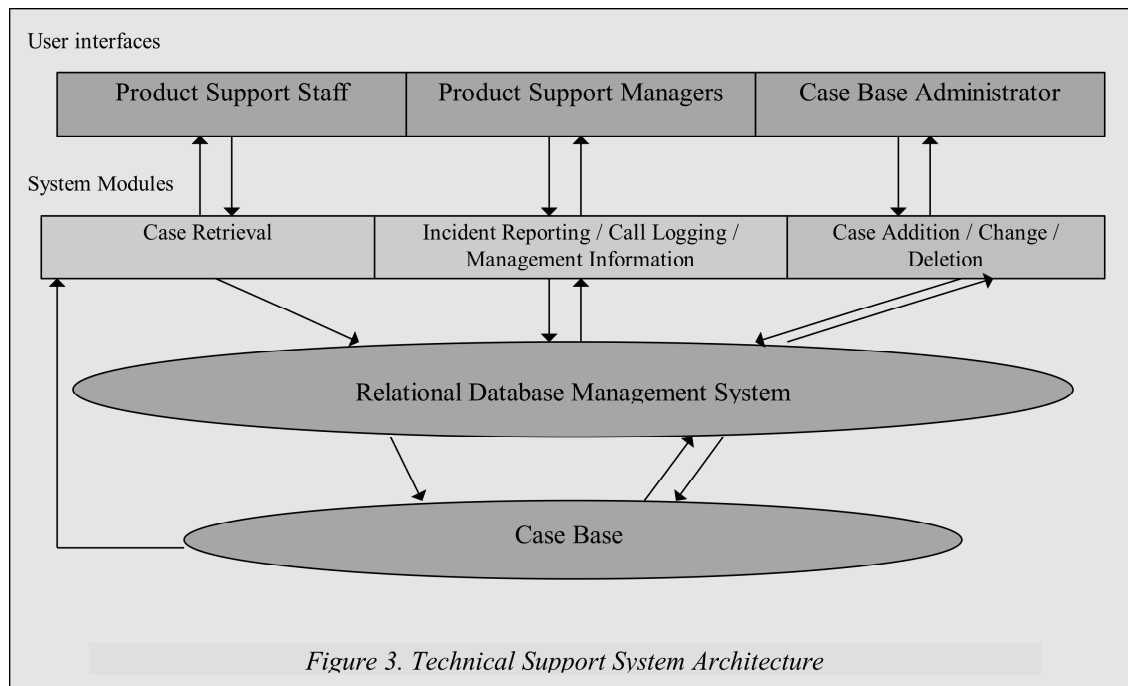 User interfaces
Product Support Staff
Product Support Managers
Case Base Administrator
System Modules
Case Retrieval
Incident Reporting / Call Logging /
Management Information
Case Addition / Change /
Deletion
Relational Database Management System
Case Base
Figure 3. Technical Support System Architecture